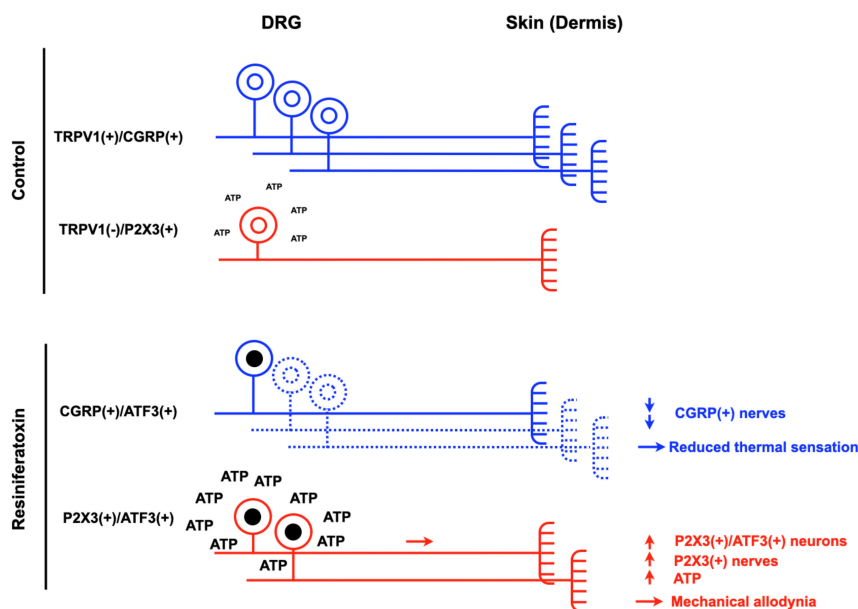 DRG
Skin (Dermis)
Control
TRPV1(+)/CGRP(+)
TRPV1(-)/P2X3(+)
ATP
ATP
ATP
ATP
ATP
Resiniferatoxin
CGRP(+)/ATF3(+)
CGRP(+) nerves
Reduced thermal sensation
P2X3(+)/ATF3(+)
ATP
ATP
ATP
ATP
ATP
ATP
ATP
ATP
ATP
P2X3(+)/ATF3(+) neurons
P2X3(+) nerves
ATP
Mechanical allodynia